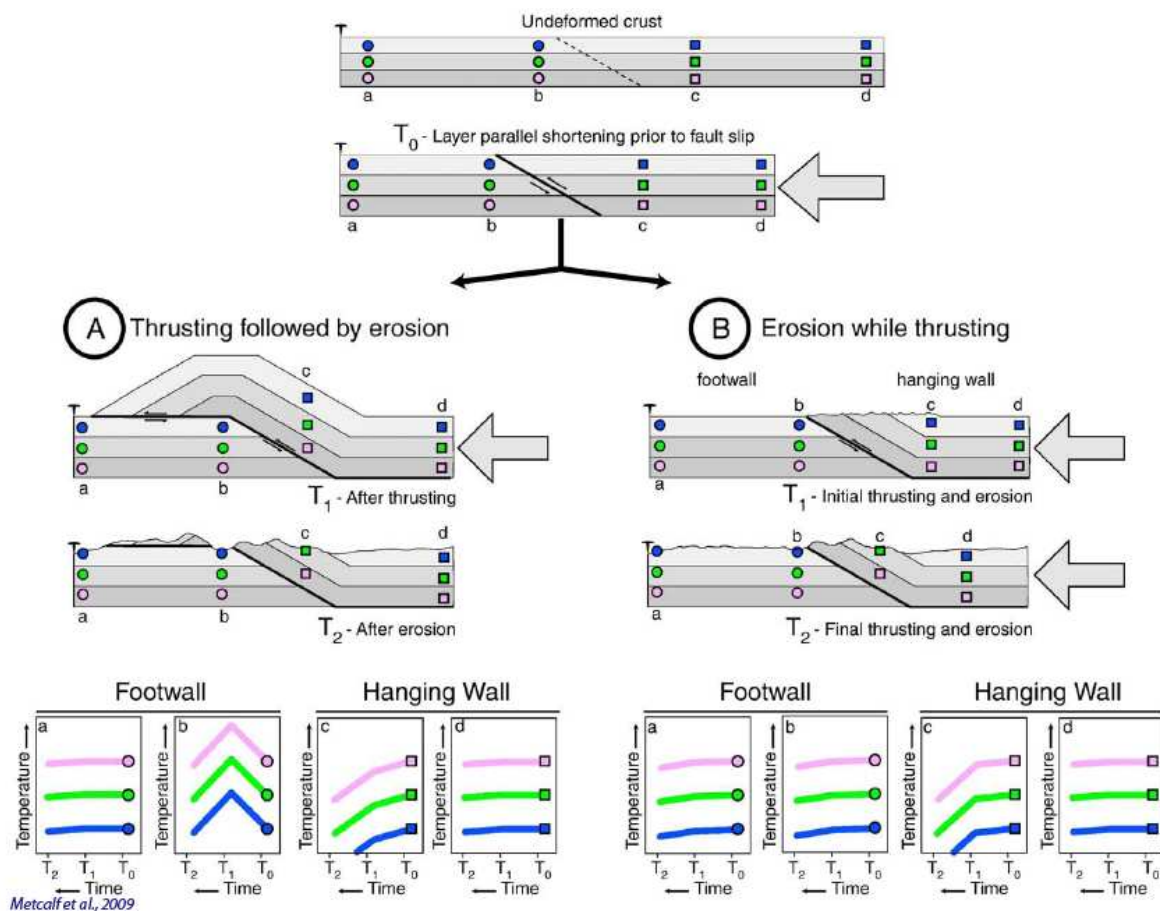 Undeformed crust
a b c d
T0 - Layer parallel shortening prior to fault slip
a b c d
A Thrusting followed by erosion
c
d
a b
T1 - After thrusting
c d
a b
T2 - After erosion
B Erosion while thrusting
footwall hanging wall
b c d
a
T1 - Initial thrusting and erosion
b c d
a
T2 - Final thrusting and erosion
Footwall Hanging Wall
a b c d
Temperature Temperature Temperature Temperature
T2 T1 T0 T2 T1 T0 T2 T1 T0 T2 T1 T0
Time Time Time Time
Footwall Hanging Wall
a b c d
Temperature Temperature Temperature Temperature
T2 T1 T0 T2 T1 T0 T2 T1 T0 T2 T1 T0
Time Time Time Time
Metcalf et al., 2009